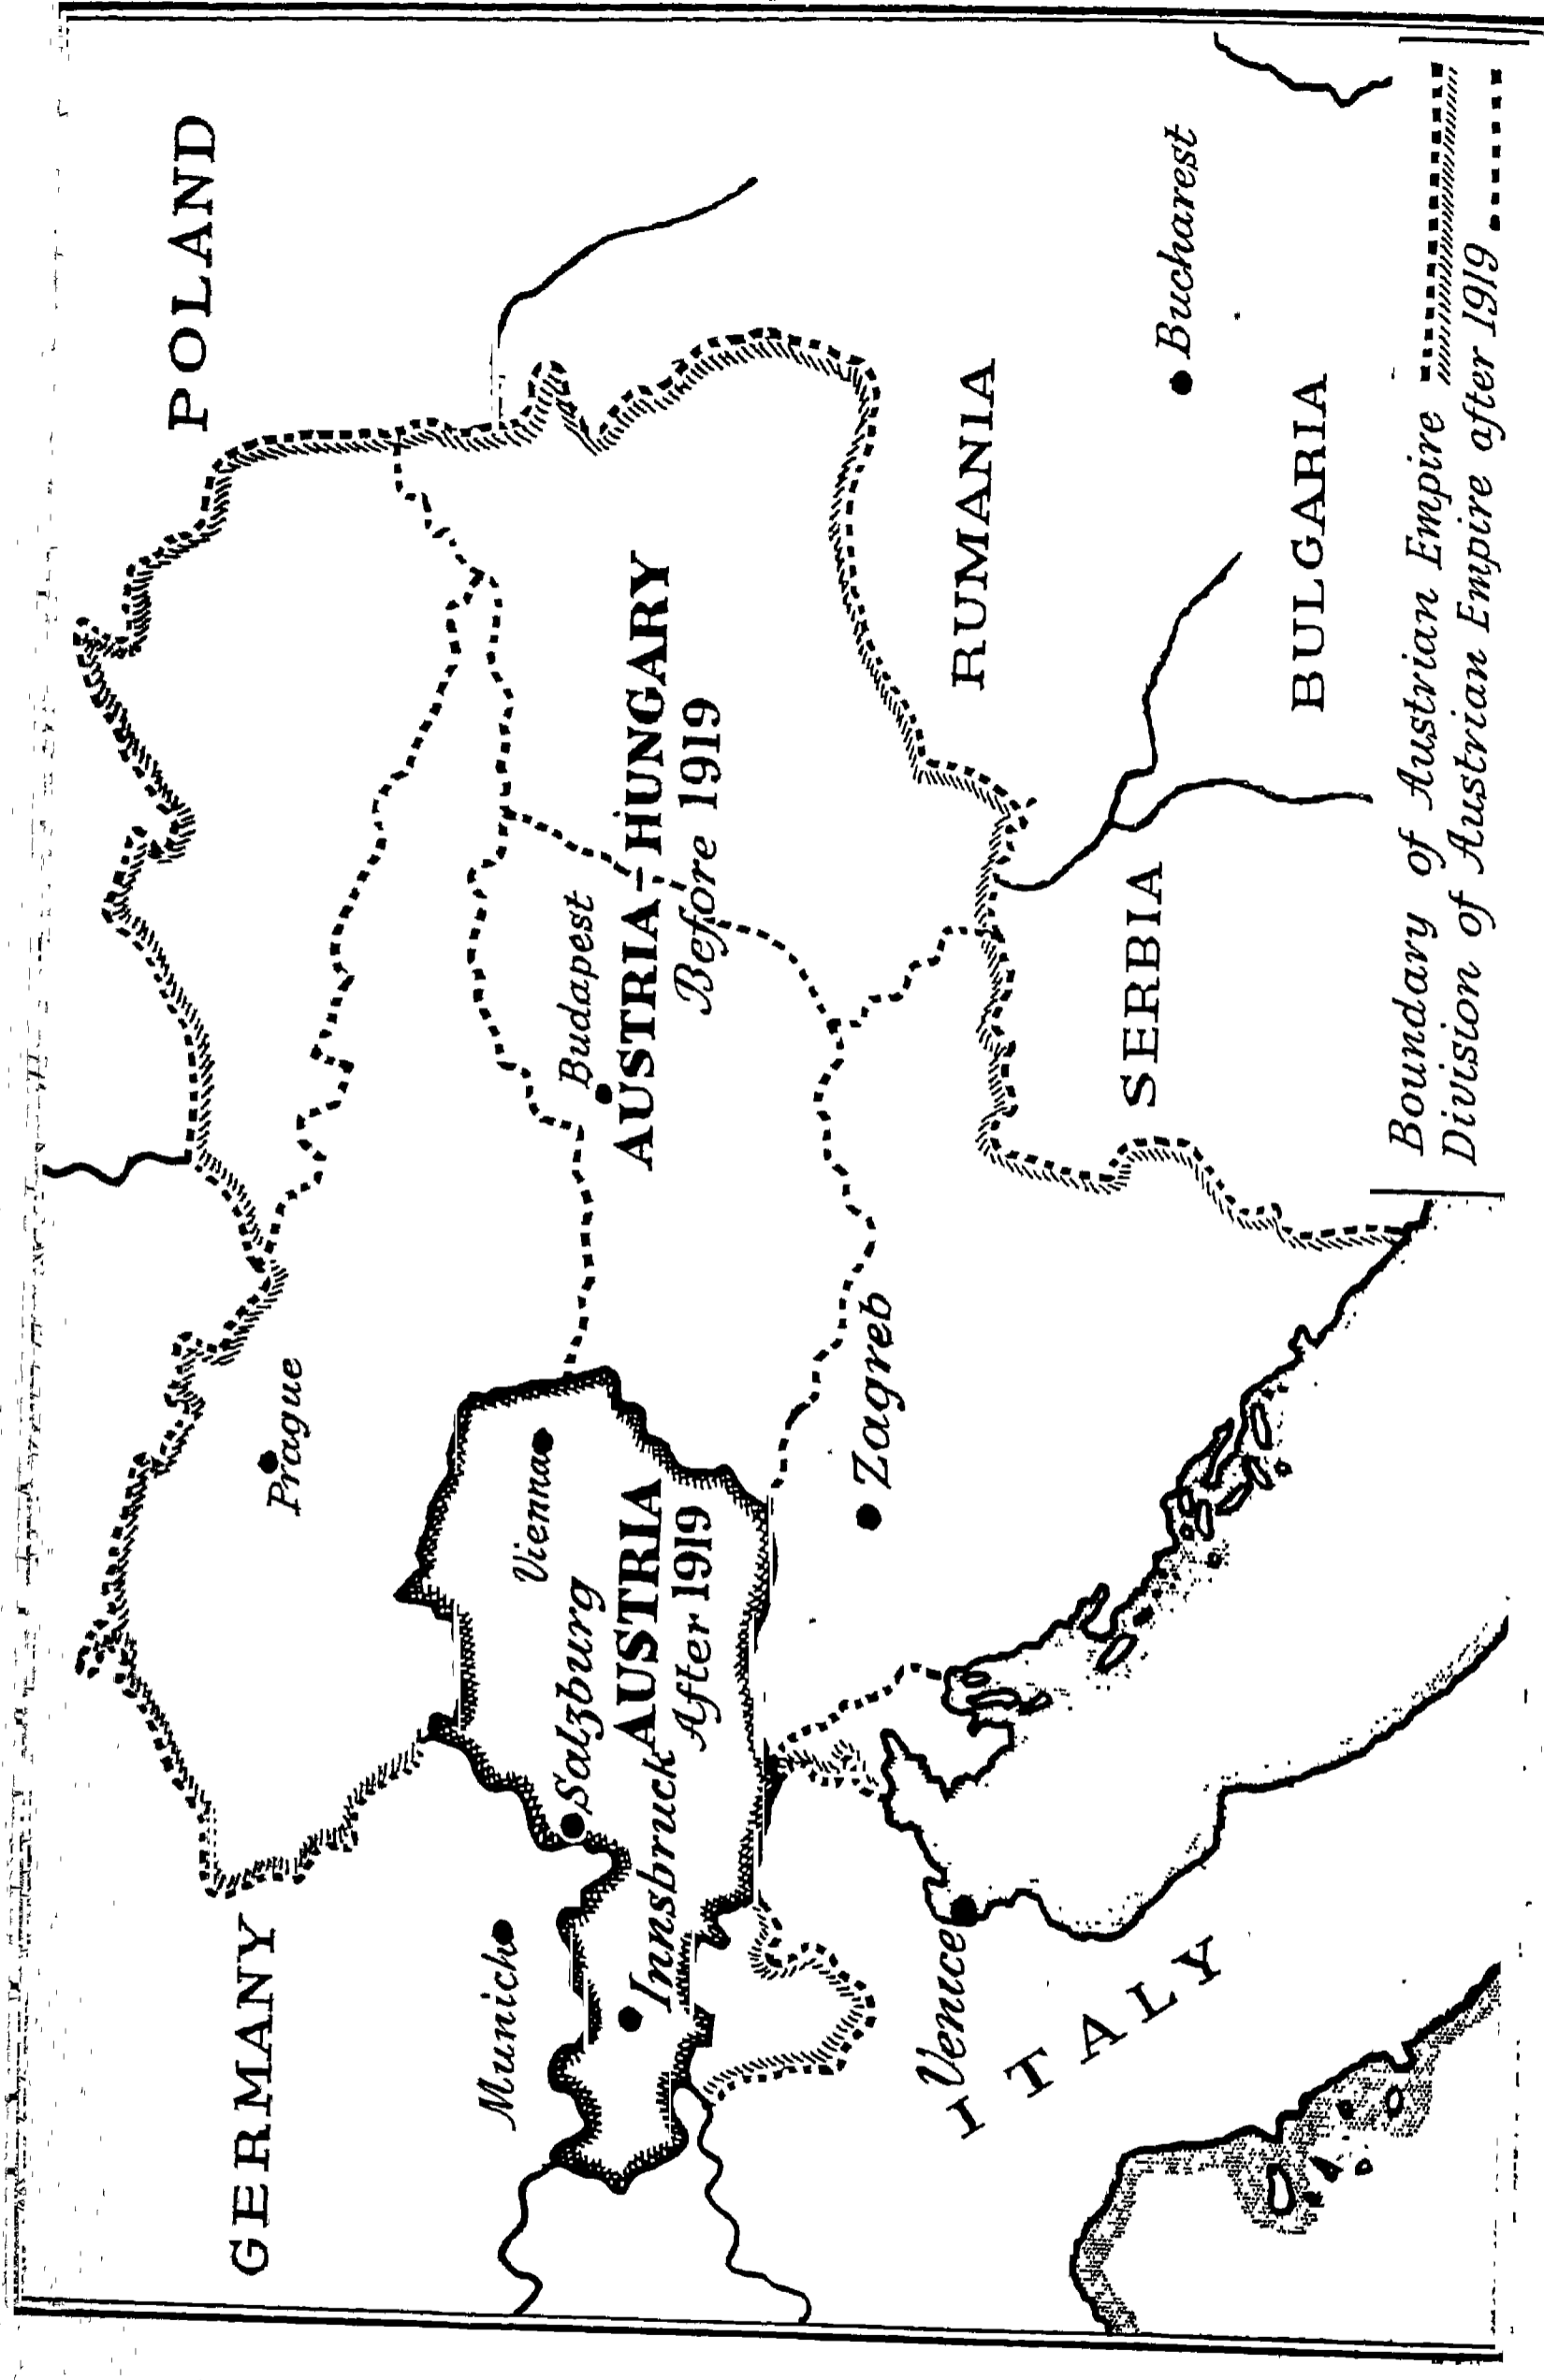 POLAND
GERMANY
Prague
Munich
Vienna
Salzburg
Innsbruck
AUSTRIA
After 1919
Budapest
AUSTRIA-HUNGARY
Before 1919
Zagreb
Venice
ITALY
RUMANIA
SERBIA
Bucharest
BULGARIA
Boundary of Austrian Empire
Division of Austrian Empire after 1919